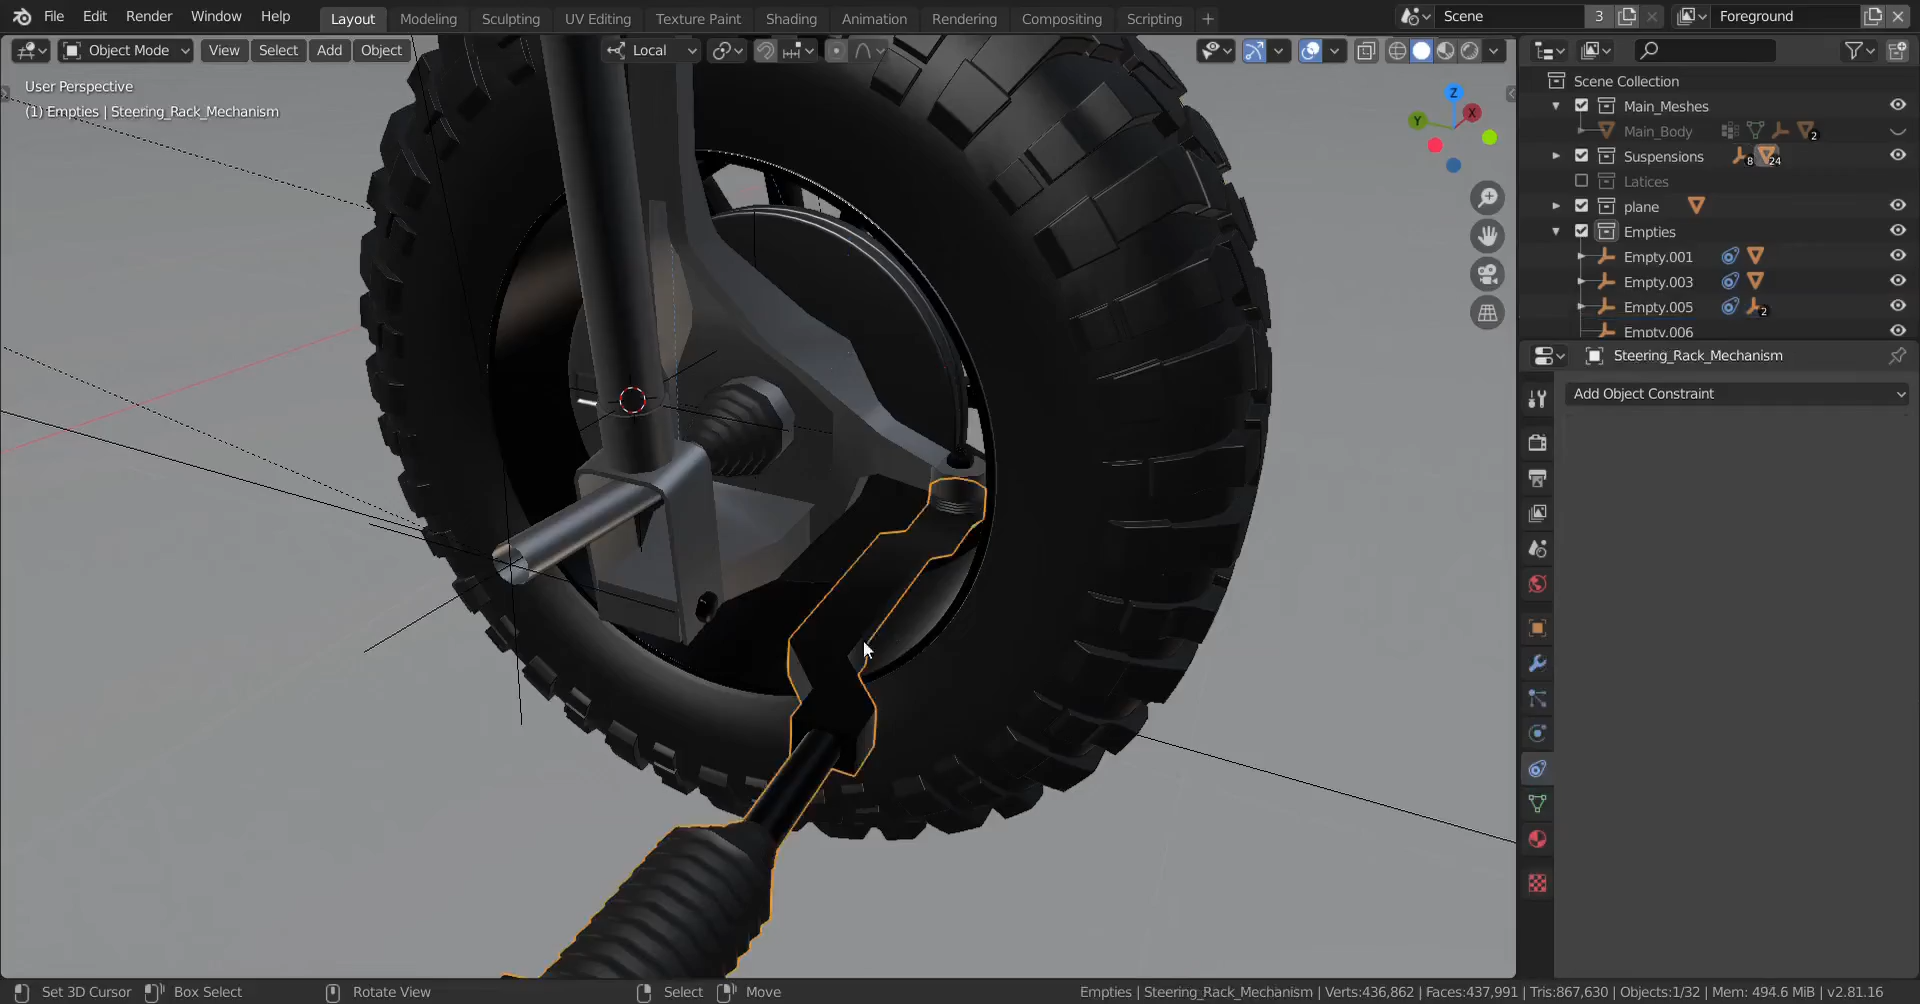 File Edit Render Window Help Layout Modeling Sculpting UV Editing Texture Paint Shading Animation Rendering Compositing Scripting + Scene 3 Foreground
Object Mode View Select Add Object Local
User Perspective
(1) Empties | Steering_Rack_Mechanism
Z
X
Y
Scene Collection
Main_Meshes
Main_Body 2
Suspensions 8 24
Latices
plane
Empties
Empty.001
Empty.003
Empty.005 2
Empty.006
Steering_Rack_Mechanism
Add Object Constraint
Set 3D Cursor Box Select Rotate View Select Move Empties | Steering_Rack_Mechanism | Verts:436,862 | Faces:437,991 | Tris:867,630 | Objects:1/32 | Mem: 494.6 MiB | v2.81.16